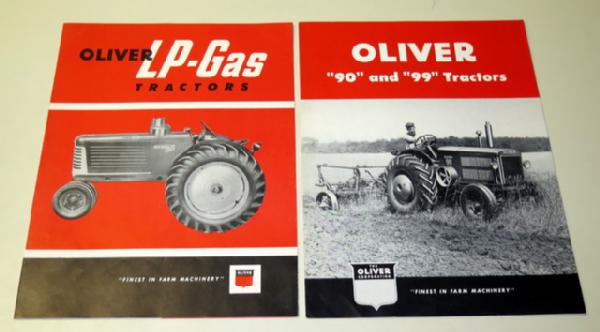 OLIVER
LP-Gas
TRACTORS
"FINEST IN FARM MACHINERY"
OLIVER
OLIVER
"90" and "99" Tractors
THE
OLIVER
CORPORATION
"FINEST IN FARM MACHINERY"